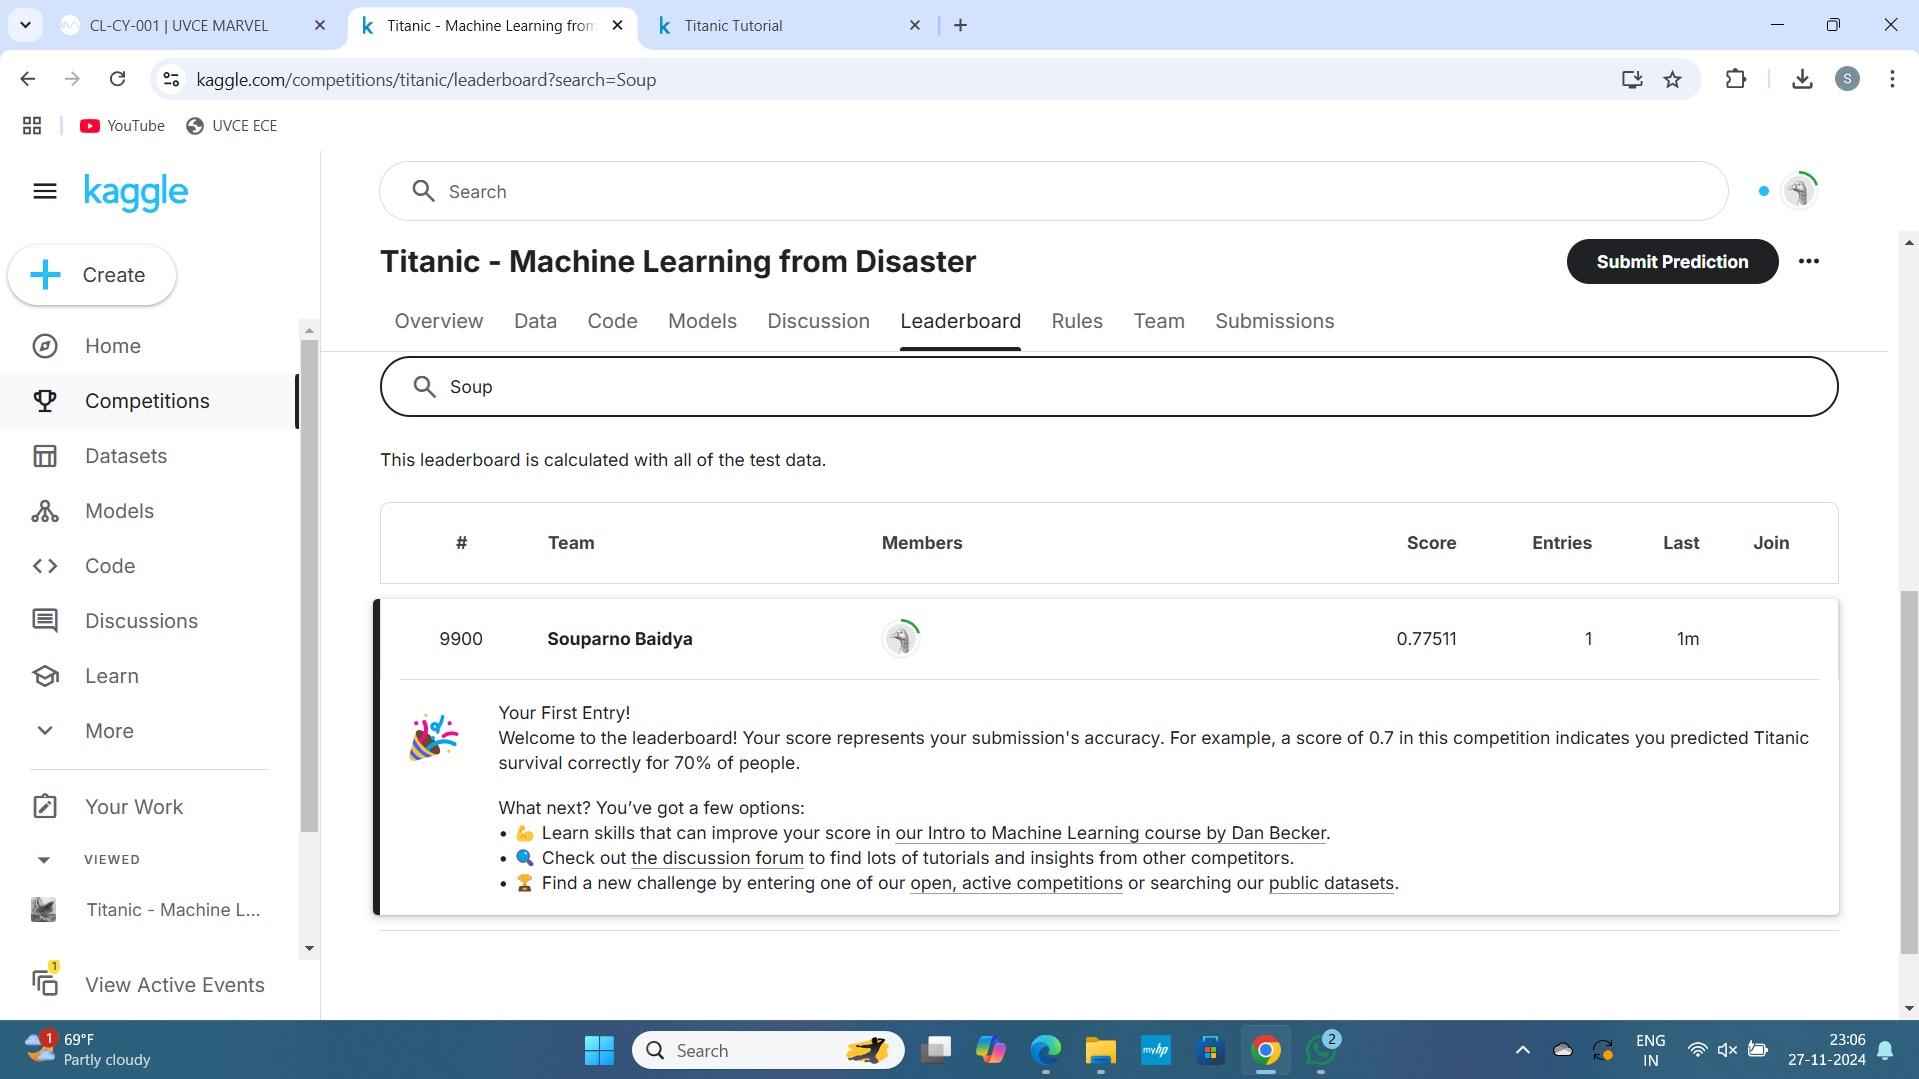 CL-CY-001 | UVCE MARVEL
Titanic - Machine Learning from
Titanic Tutorial
kaggle.com/competitions/titanic/leaderboard?search=Soup
S
YouTube
UVCE ECE
kaggle
Search
Create
Titanic - Machine Learning from Disaster
Submit Prediction
Overview
Data
Code
Models
Discussion
Leaderboard
Rules
Team
Submissions
Home
Competitions
Datasets
Models
Code
Discussions
Learn
More
Your Work
VIEWED
Titanic - Machine L...
1
View Active Events
Soup
This leaderboard is calculated with all of the test data.
# Team Members Score Entries Last Join
9900 Souparno Baidya 0.77511 1 1m
Your First Entry!
Welcome to the leaderboard! Your score represents your submission's accuracy. For example, a score of 0.7 in this competition indicates you predicted Titanic
survival correctly for 70% of people.
What next? You've got a few options:
• 💪 Learn skills that can improve your score in our Intro to Machine Learning course by Dan Becker.
• 🔍 Check out the discussion forum to find lots of tutorials and insights from other competitors.
• 🏆 Find a new challenge by entering one of our open, active competitions or searching our public datasets.
1
69°F
Partly cloudy
Search
myhp
2
ENG
IN
23:06
27-11-2024